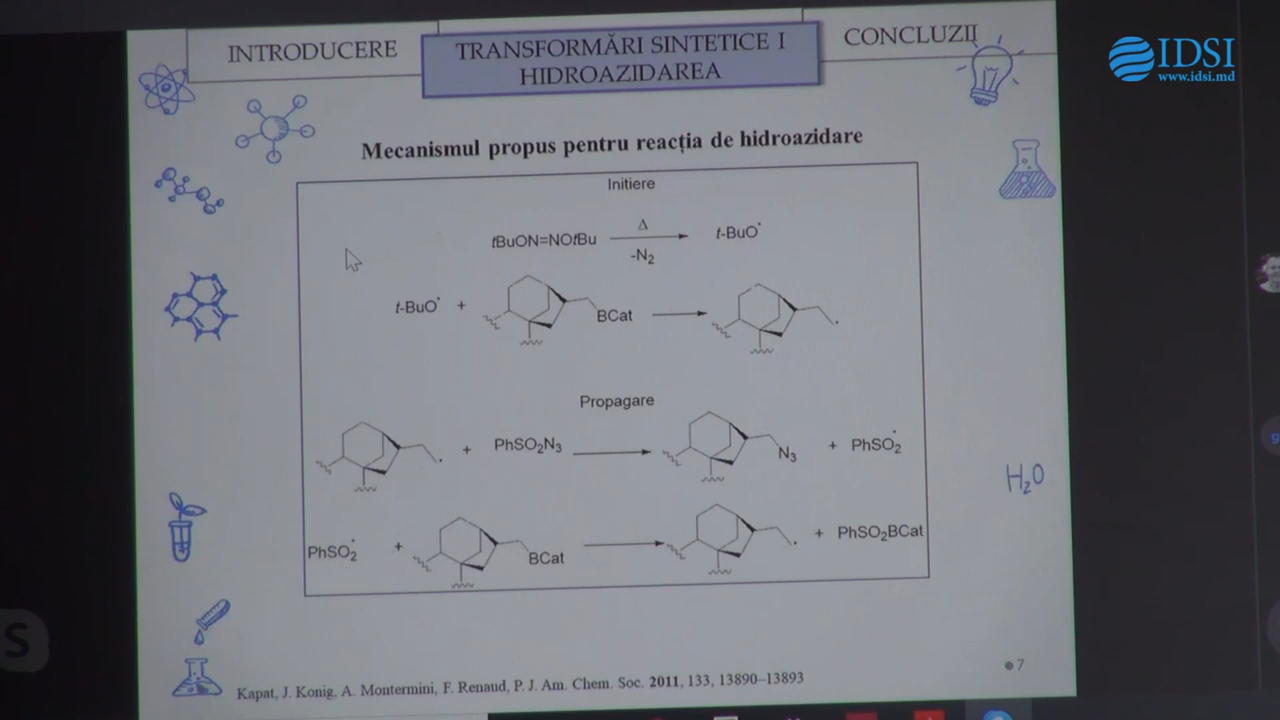 INTRODUCERE
TRANSFORMĂRI SINTETICE I
HIDROAZIDAREA
CONCLUZII
IDSI
www.idsi.md
Mecanismul propus pentru reacția de hidroazidare
Initiere
tBuON=NOtBu
Δ
-N₂
t-BuO˙
t-BuO˙ +
BCat
Propagare
+ PhSO₂N₃
N₃
+ PhSO₂˙
PhSO₂˙ +
BCat
+ PhSO₂BCat
H₂O
S
7
Kapat, J. Konig, A. Montermini, F. Renaud, P. J. Am. Chem. Soc. 2011, 133, 13890–13893